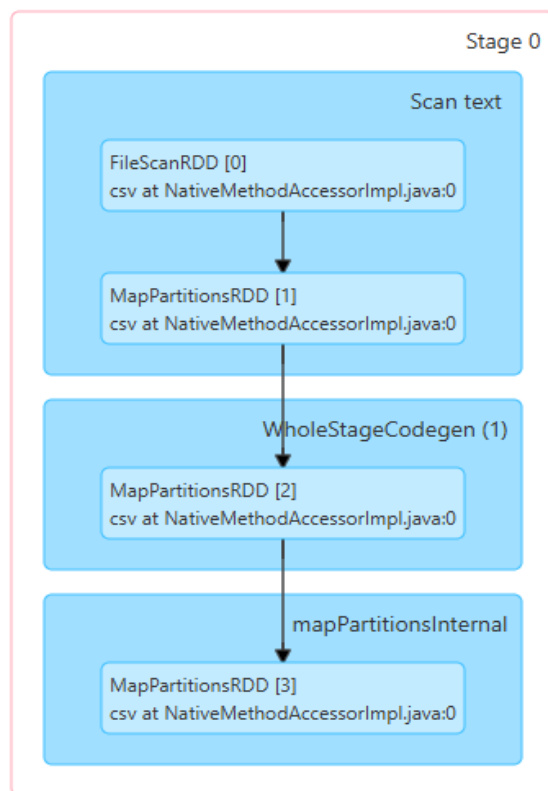 Stage 0
Scan text
FileScanRDD [0]
csv at NativeMethodAccessorImpl.java:0
MapPartitionsRDD [1]
csv at NativeMethodAccessorImpl.java:0
WholeStageCodegen (1)
MapPartitionsRDD [2]
csv at NativeMethodAccessorImpl.java:0
mapPartitionsInternal
MapPartitionsRDD [3]
csv at NativeMethodAccessorImpl.java:0